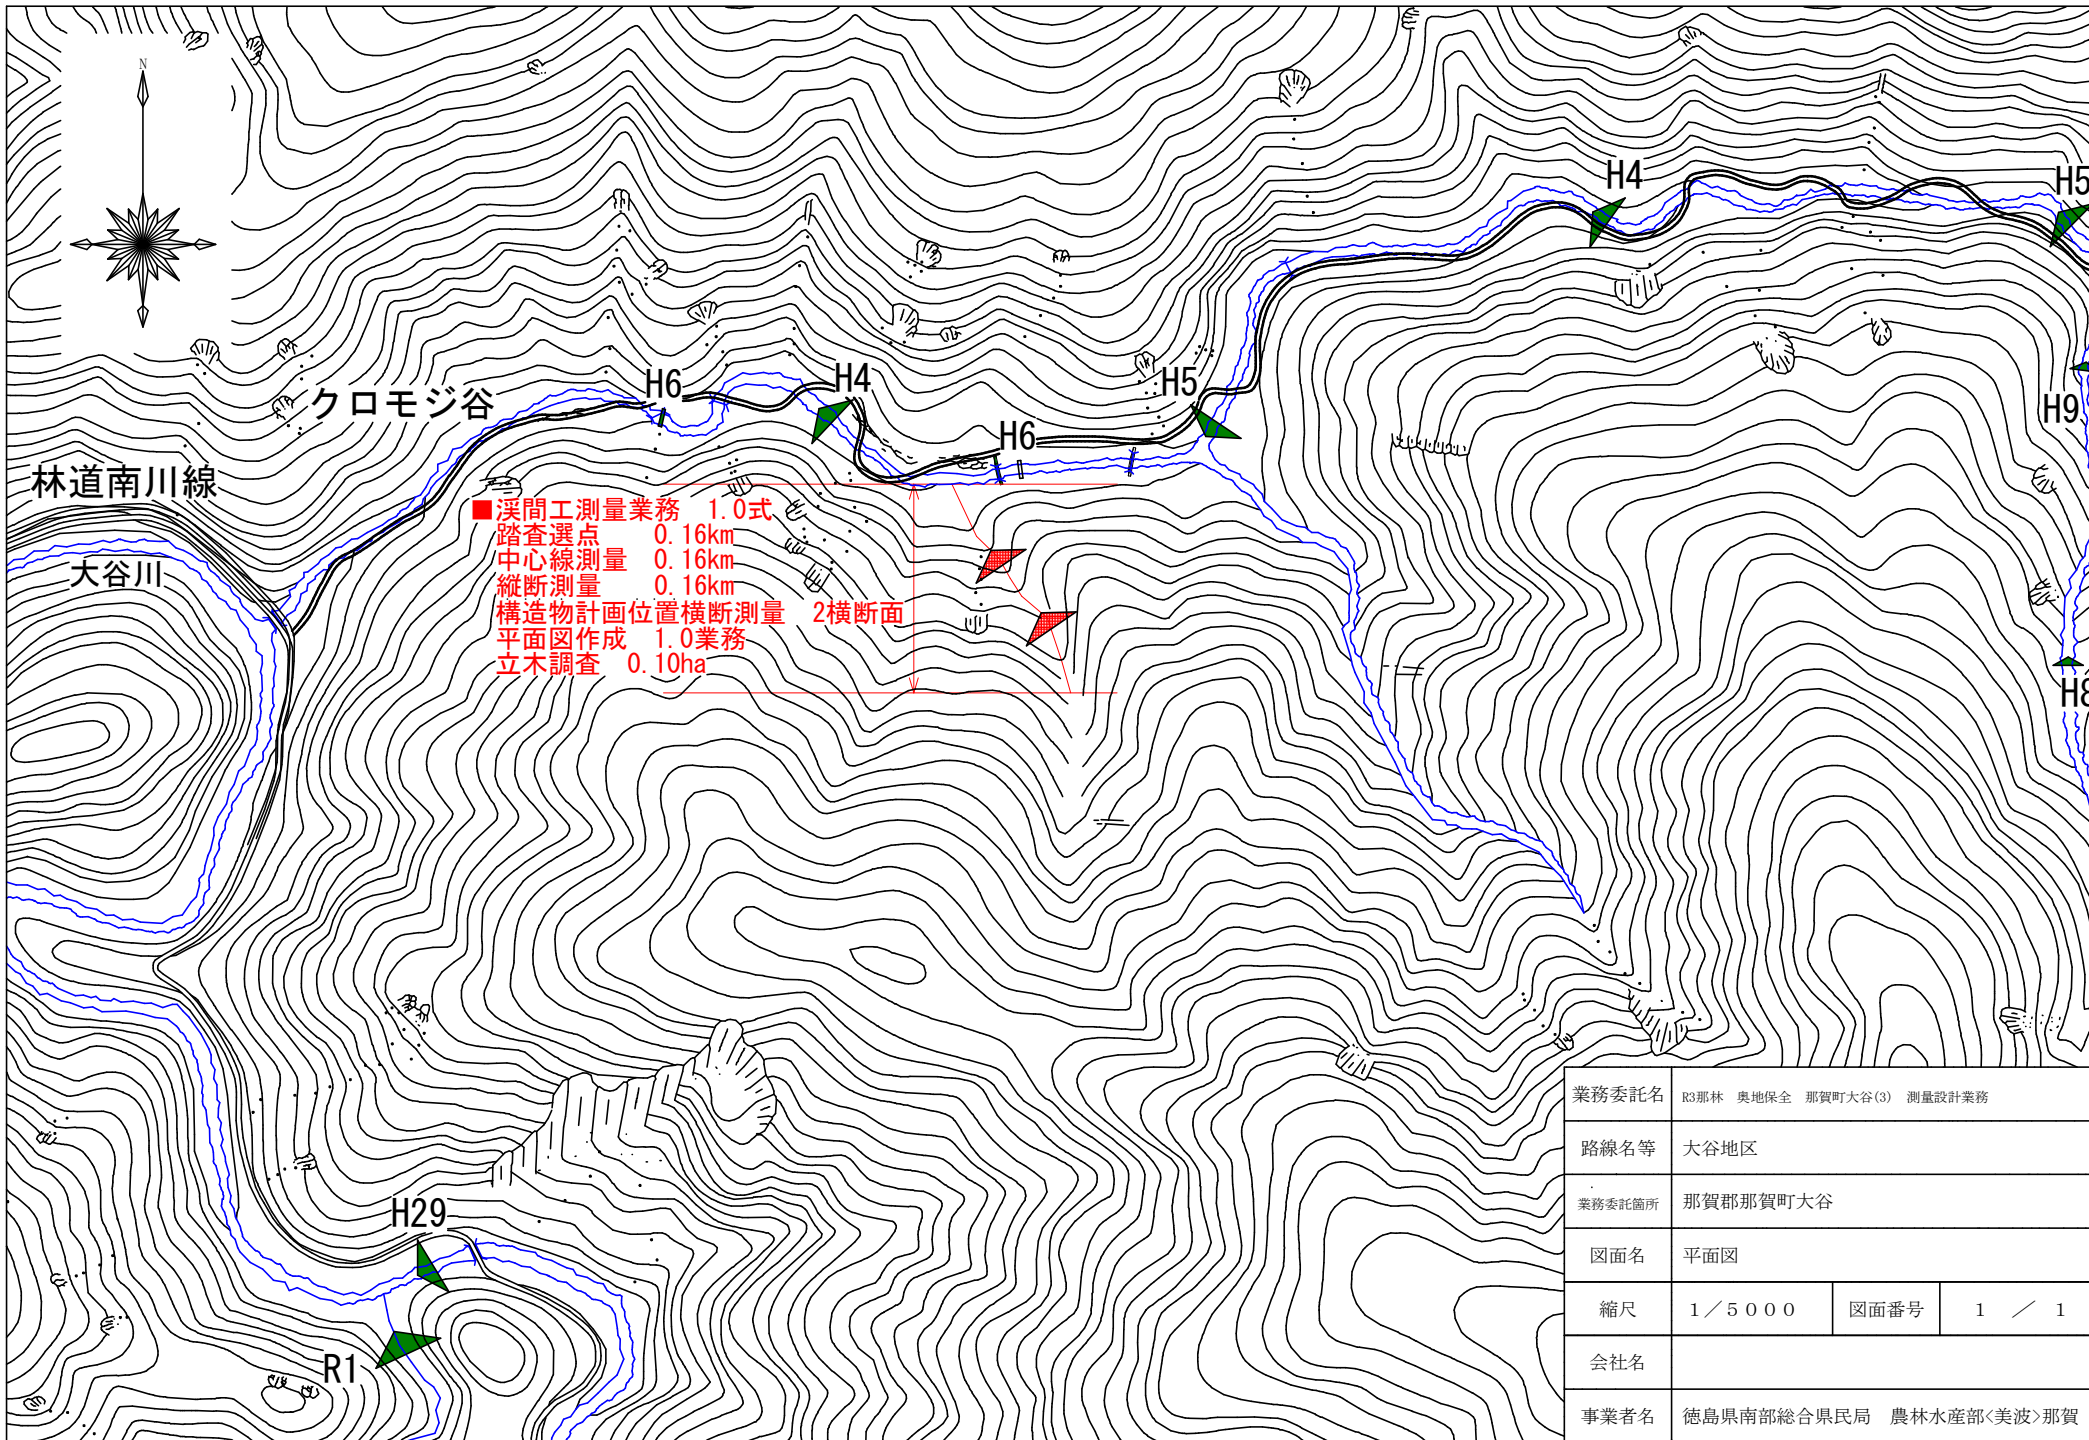 N
H4
H5
H6
H4
H5
クロモジ谷
H9
H6
林道南川線
大谷川
■渓間工測量業務 1.0式
踏査選点 0.16km
中心線測量 0.16km
縦断測量 0.16km
構造物計画位置横断測量 2横断面
平面図作成 1.0業務
立木調査 0.10ha
H8
H29
R1
業務委託名 R3那林 奥地保全 那賀町大谷(3) 測量設計業務
路線名等 大谷地区
業務委託箇所 那賀郡那賀町大谷
図面名 平面図
縮尺 1/5000 図面番号 1 / 1
会社名
事業者名 徳島県南部総合県民局 農林水産部<美波>那賀